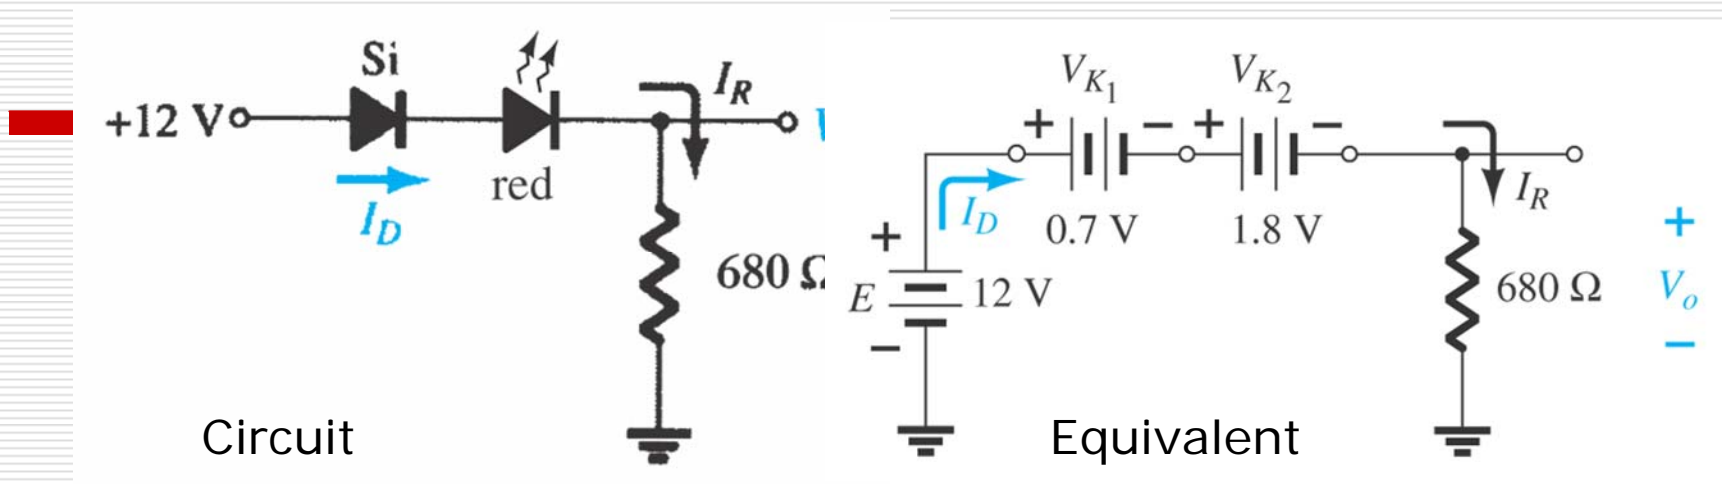 Si
+12 V
I_R
V
red
I_D
680 Ω
Circuit
V_K1 V_K2
+ − + −
I_R
I_D
0.7 V 1.8 V
+
E 12 V
−
680 Ω
+
V_o
−
Equivalent